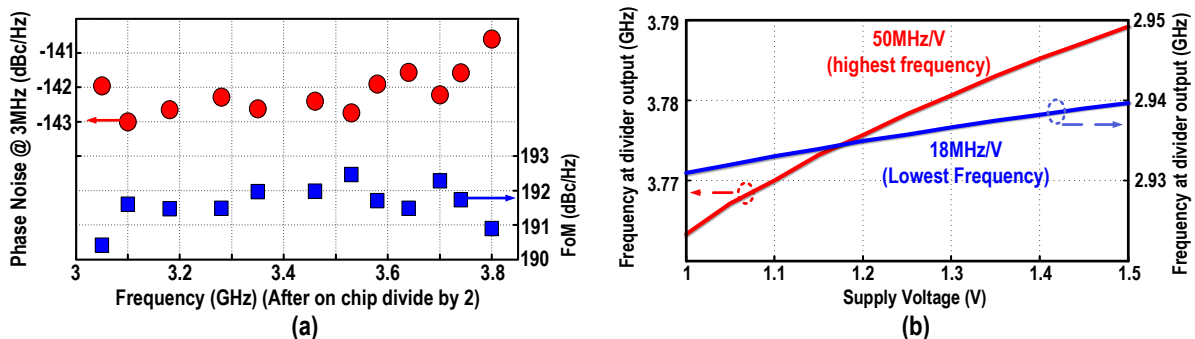 Phase Noise @ 3MHz (dBc/Hz)
-141
-142
-143
193
192
191
190
FoM (dBc/Hz)
3 3.2 3.4 3.6 3.8
Frequency (GHz) (After on chip divide by 2)
(a)
Frequency at divider output (GHz)
3.79
3.78
3.77
50MHz/V
(highest frequency)
18MHz/V
(Lowest Frequency)
2.95
2.94
2.93
Frequency at divider output (GHz)
1 1.1 1.2 1.3 1.4 1.5
Supply Voltage (V)
(b)